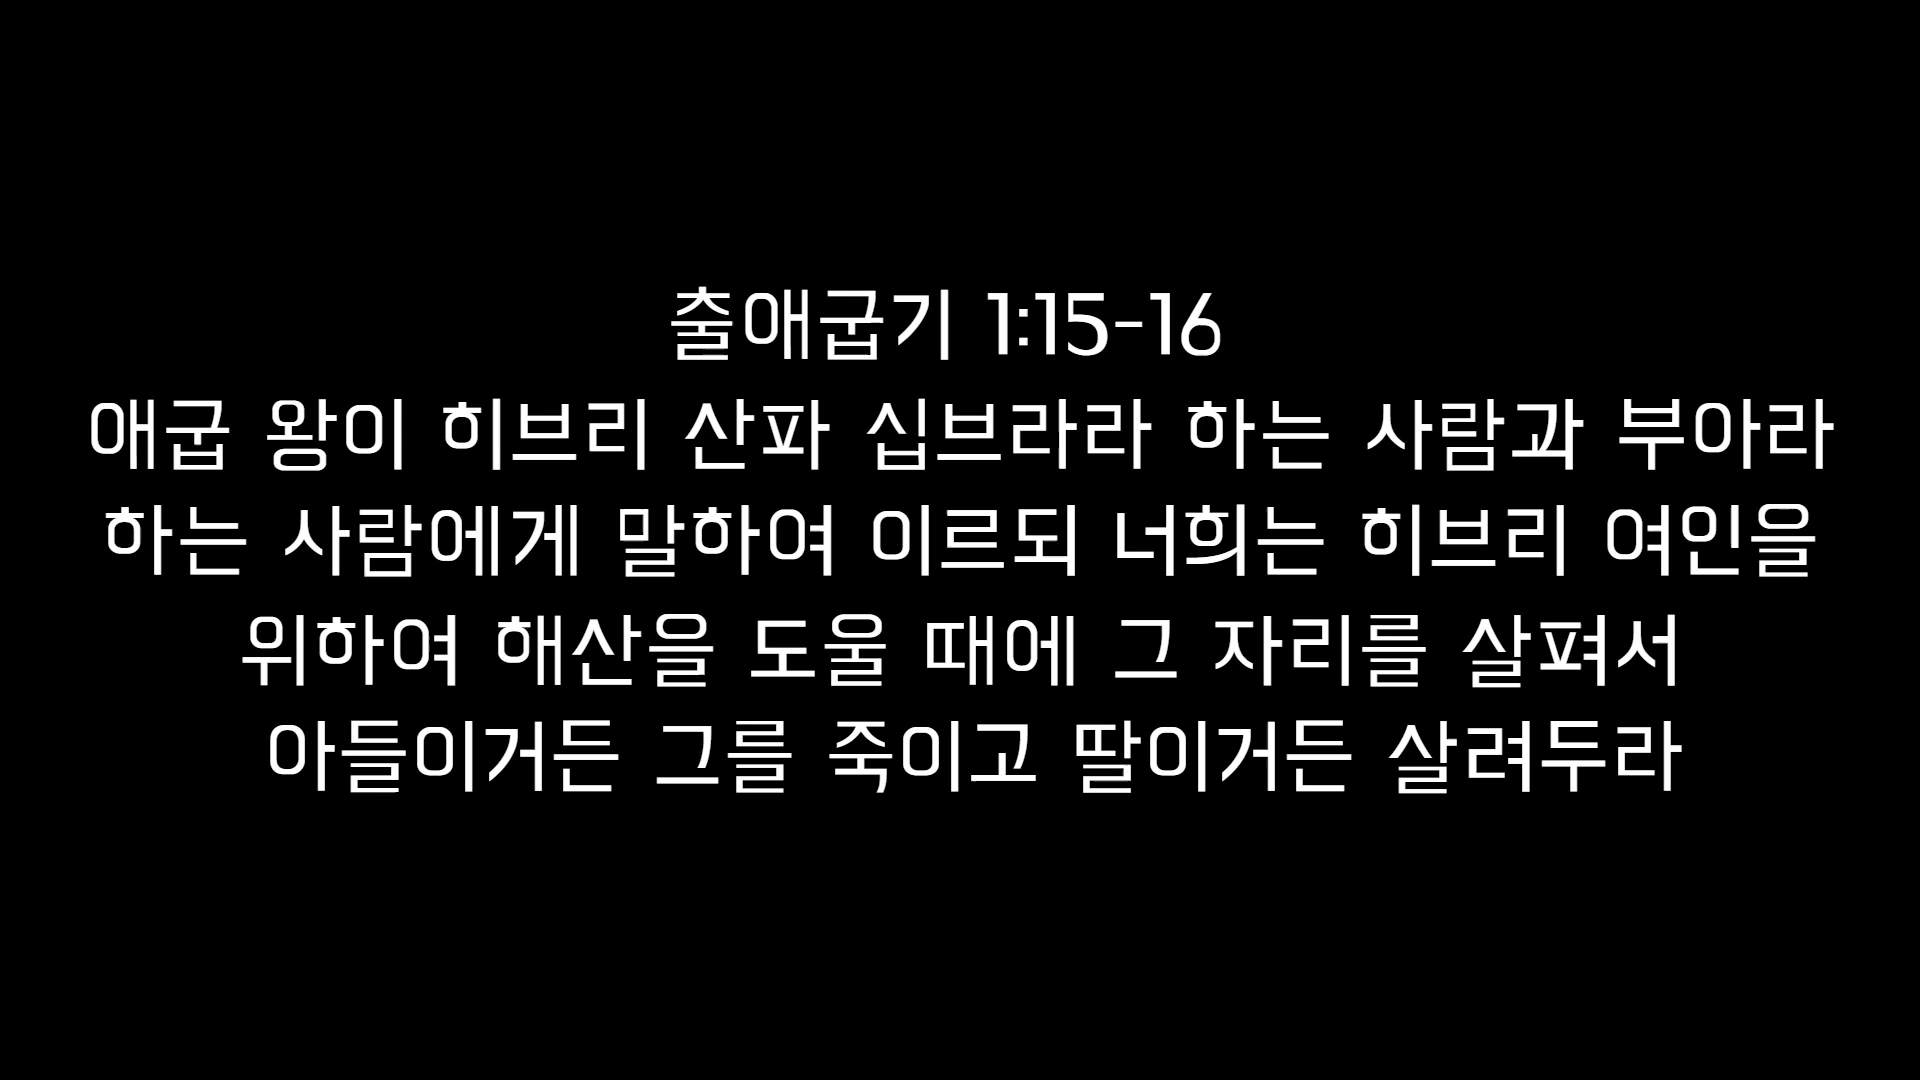 출애굽기 1:15-16
애굽 왕이 히브리 산파 십브라라 하는 사람과 부아라
하는 사람에게 말하여 이르되 너희는 히브리 여인을
위하여 해산을 도울 때에 그 자리를 살펴서
아들이거든 그를 죽이고 딸이거든 살려두라